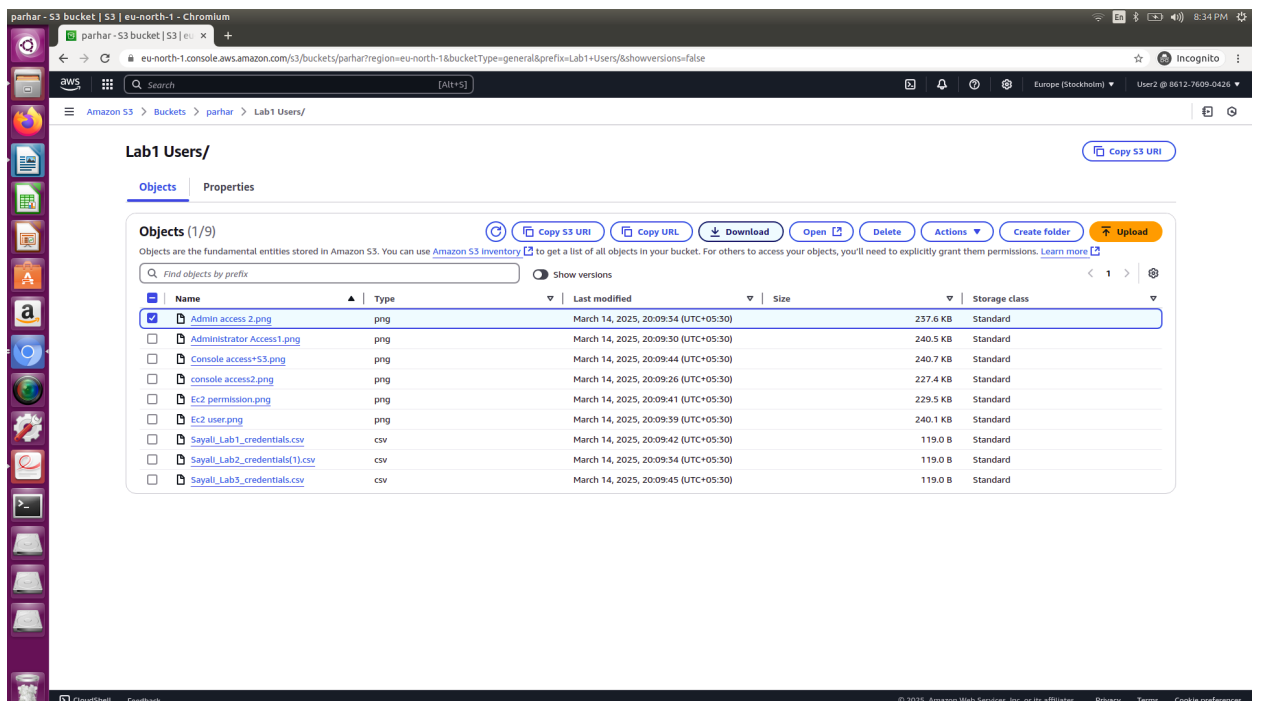 parhar - S3 bucket | S3 | eu-north-1 - Chromium
En 8:34 PM
parhar - S3 bucket | S3 | eu
eu-north-1.console.aws.amazon.com/s3/buckets/parhar?region=eu-north-1&bucketType=general&prefix=Lab1+Users/&showversions=false
Incognito
aws Search [Alt+S] Europe (Stockholm) User2 @ 8612-7609-0426
Amazon S3 > Buckets > parhar > Lab1 Users/
Lab1 Users/
Copy S3 URI
Objects Properties
Objects (1/9) Copy S3 URI Copy URL Download Open Delete Actions Create folder Upload
Objects are the fundamental entities stored in Amazon S3. You can use Amazon S3 inventory to get a list of all objects in your bucket. For others to access your objects, you'll need to explicitly grant them permissions. Learn more
Find objects by prefix Show versions < 1 >
Name Type Last modified Size Storage class
Admin access 2.png png March 14, 2025, 20:09:34 (UTC+05:30) 237.6 KB Standard
Administrator Access1.png png March 14, 2025, 20:09:30 (UTC+05:30) 240.5 KB Standard
Console access+S3.png png March 14, 2025, 20:09:44 (UTC+05:30) 240.7 KB Standard
console access2.png png March 14, 2025, 20:09:26 (UTC+05:30) 227.4 KB Standard
Ec2 permission.png png March 14, 2025, 20:09:41 (UTC+05:30) 229.5 KB Standard
Ec2 user.png png March 14, 2025, 20:09:39 (UTC+05:30) 240.1 KB Standard
Sayali_Lab1_credentials.csv csv March 14, 2025, 20:09:42 (UTC+05:30) 119.0 B Standard
Sayali_Lab2_credentials(1).csv csv March 14, 2025, 20:09:34 (UTC+05:30) 119.0 B Standard
Sayali_Lab3_credentials.csv csv March 14, 2025, 20:09:45 (UTC+05:30) 119.0 B Standard
CloudShell Feedback © 2025, Amazon Web Services, Inc. or its affiliates. Privacy Terms Cookie preferences